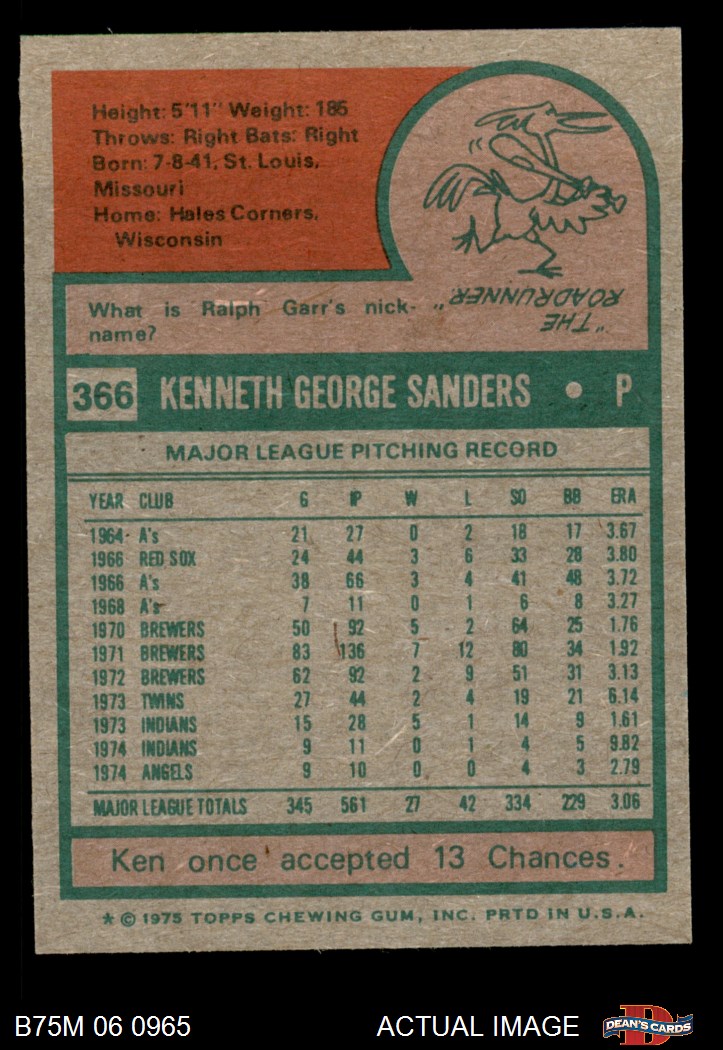 Height: 5'11" Weight: 185
Throws: Right Bats: Right
Born: 7-8-41, St. Louis,
Missouri
Home: Hales Corners,
Wisconsin
What is Ralph Garr's nick-
name?
"THE
ROADRUNNER."
366 KENNETH GEORGE SANDERS • P
MAJOR LEAGUE PITCHING RECORD
YEAR CLUB G IP W L SO BB ERA
1964 A's 21 27 0 2 18 17 3.67
1966 RED SOX 24 44 3 6 33 28 3.80
1966 A's 38 66 3 4 41 48 3.72
1968 A's 7 11 0 1 6 8 3.27
1970 BREWERS 50 92 5 2 64 25 1.76
1971 BREWERS 83 136 7 12 80 34 1.92
1972 BREWERS 62 92 2 9 51 31 3.13
1973 TWINS 27 44 2 4 19 21 6.14
1973 INDIANS 15 28 5 1 14 9 1.61
1974 INDIANS 9 11 0 1 4 5 9.82
1974 ANGELS 9 10 0 0 4 3 2.79
MAJOR LEAGUE TOTALS 345 561 27 42 334 229 3.06
Ken once accepted 13 Chances.
* © 1975 TOPPS CHEWING GUM, INC. PRTD IN U.S.A.
B75M 06 0965 ACTUAL IMAGE
D
DEAN'S CARDS